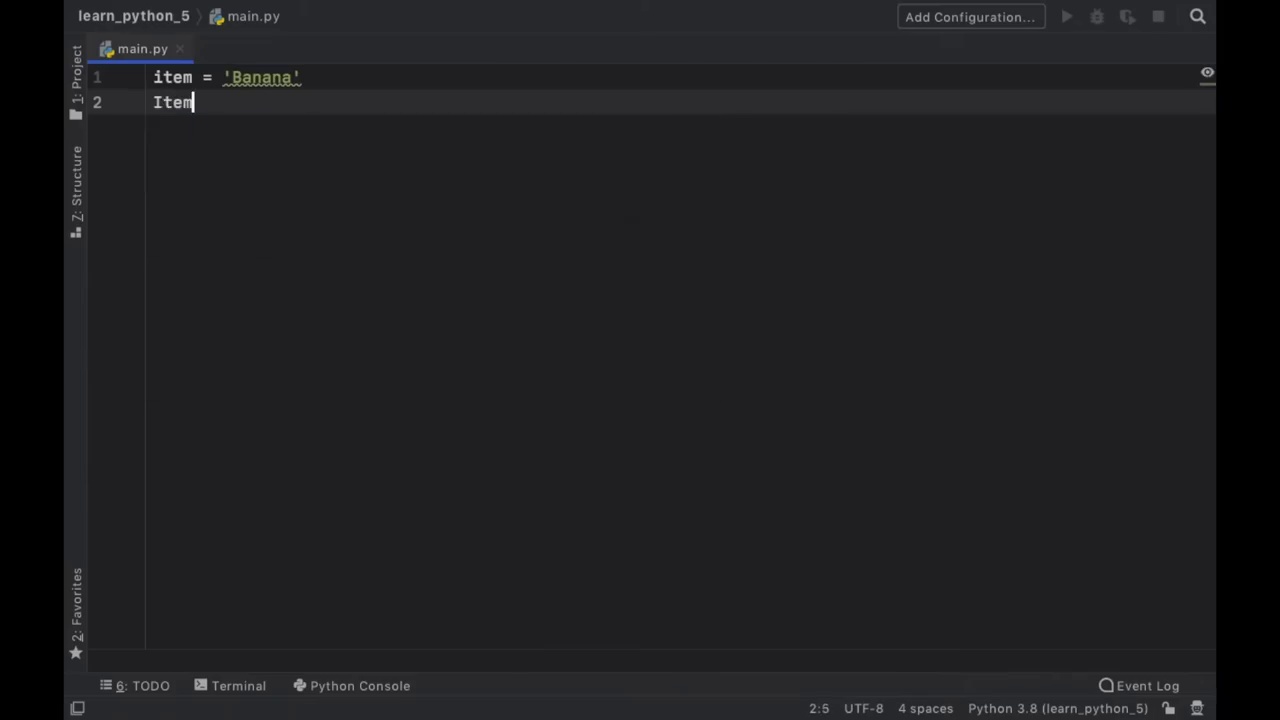 learn_python_5 main.py Add Configuration...
main.py
1 item = 'Banana'
2 Item
1: Project
7: Structure
2: Favorites
6: TODO Terminal Python Console Event Log
2:5 UTF-8 4 spaces Python 3.8 (learn_python_5)